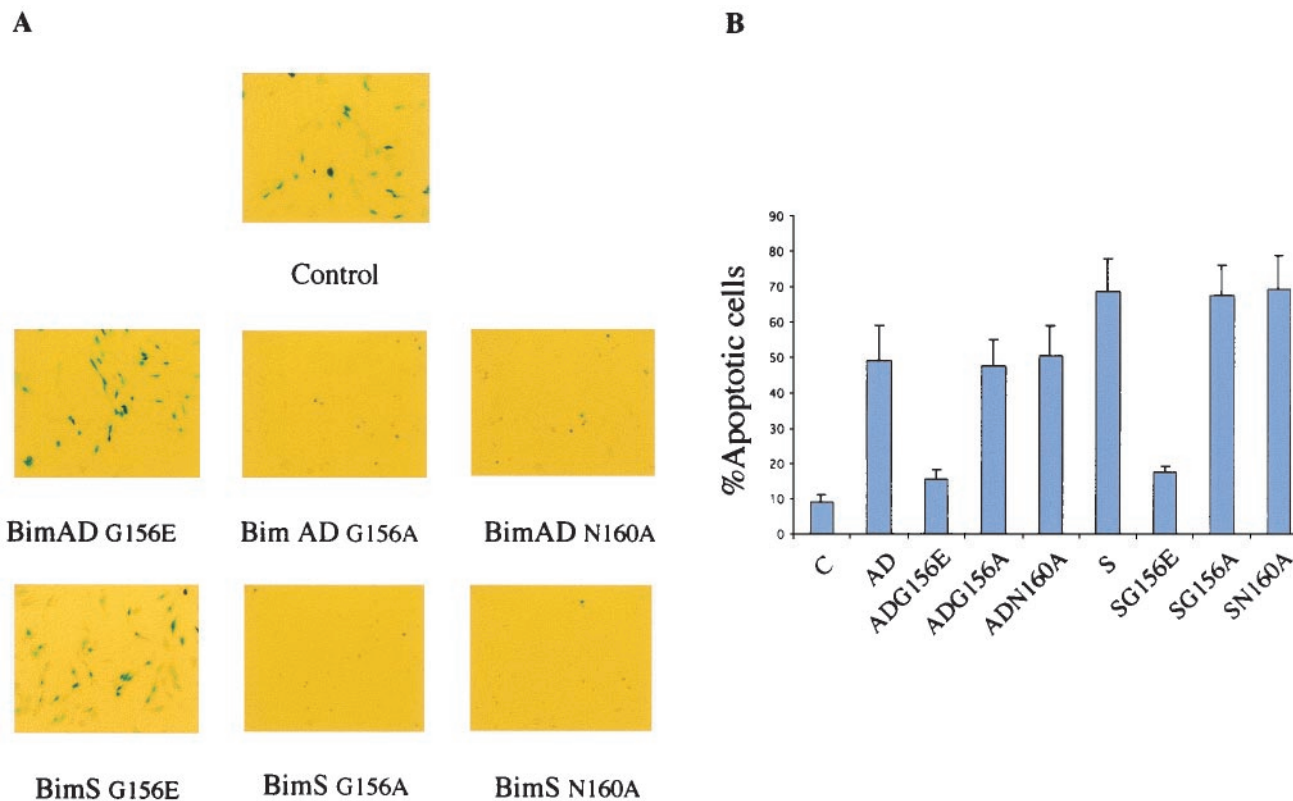 A
Control
BimAD G156E
Bim AD G156A
BimAD N160A
BimS G156E
BimS G156A
BimS N160A
B
%Apoptotic cells
90
80
70
60
50
40
30
20
10
0
C
AD
ADG156E
ADG156A
ADN160A
S
SG156E
SG156A
SN160A